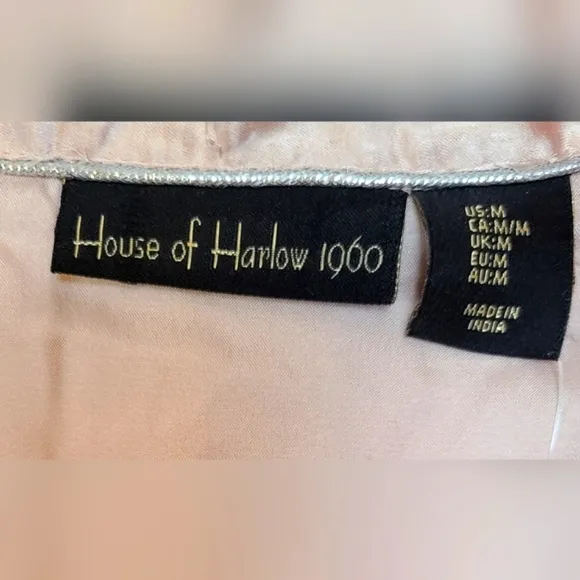 House of Harlow 1960
US:M
CA:M/M
UK:M
EU:M
AU:M
MADE IN
INDIA